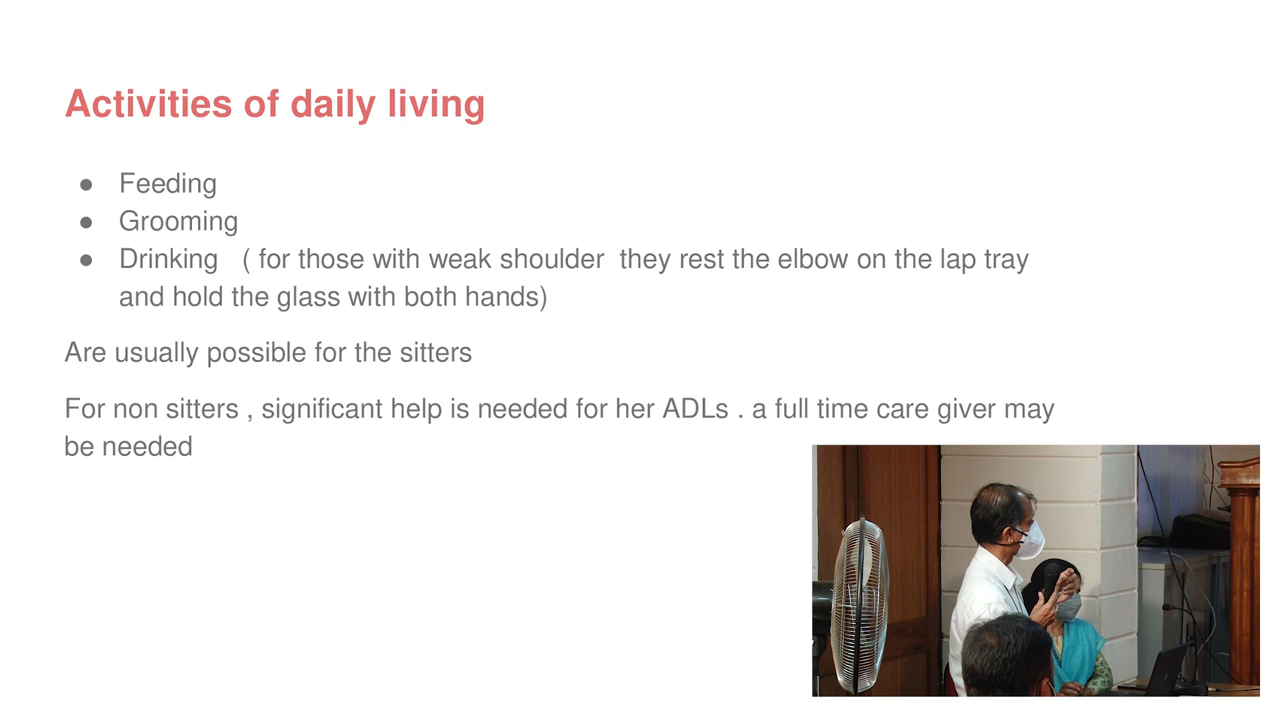 Activities of daily living
● Feeding
● Grooming
● Drinking ( for those with weak shoulder they rest the elbow on the lap tray
and hold the glass with both hands)
Are usually possible for the sitters
For non sitters , significant help is needed for her ADLs . a full time care giver may
be needed